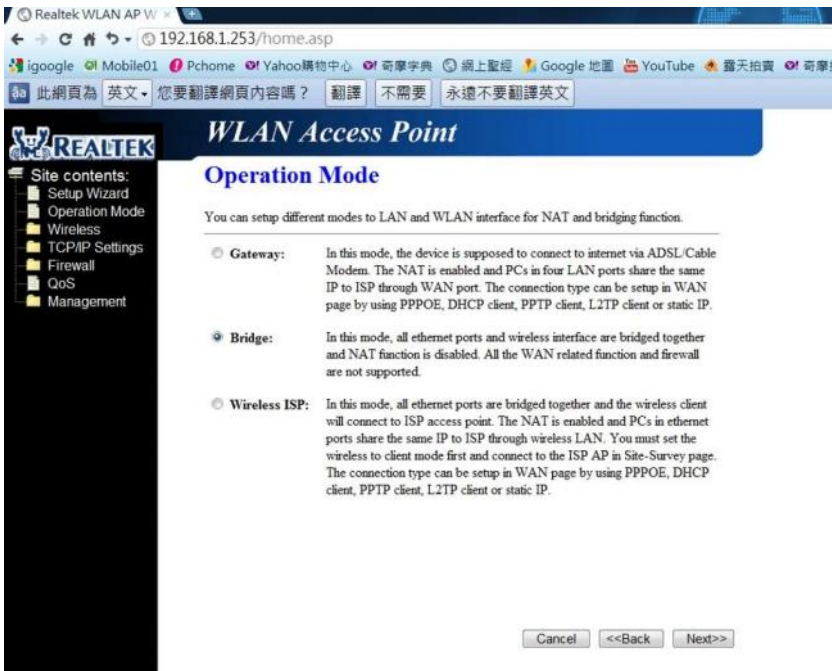 Realtek WLAN AP W
192.168.1.253/home.asp
igoogle Mobile01 Pchome Yahoo購物中心 奇摩字典 網上聖經 Google 地圖 YouTube 露天拍賣
此網頁為 英文 您要翻譯網頁內容嗎? 翻譯 不需要 永遠不要翻譯英文
REALTEK
WLAN Access Point
Site contents:
Setup Wizard
Operation Mode
Wireless
TCP/IP Settings
Firewall
QoS
Management
Operation Mode
You can setup different modes to LAN and WLAN interface for NAT and bridging function.
Gateway: In this mode, the device is supposed to connect to internet via ADSL/Cable
Modem. The NAT is enabled and PCs in four LAN ports share the same
IP to ISP through WAN port. The connection type can be setup in WAN
page by using PPPOE, DHCP client, PPTP client, L2TP client or static IP.
Bridge: In this mode, all ethernet ports and wireless interface are bridged together
and NAT function is disabled. All the WAN related function and firewall
are not supported.
Wireless ISP: In this mode, all ethernet ports are bridged together and the wireless client
will connect to ISP access point. The NAT is enabled and PCs in ethernet
ports share the same IP to ISP through wireless LAN. You must set the
wireless to client mode first and connect to the ISP AP in Site-Survey page.
The connection type can be setup in WAN page by using PPPOE, DHCP
client, PPTP client, L2TP client or static IP.
Cancel <<Back Next>>